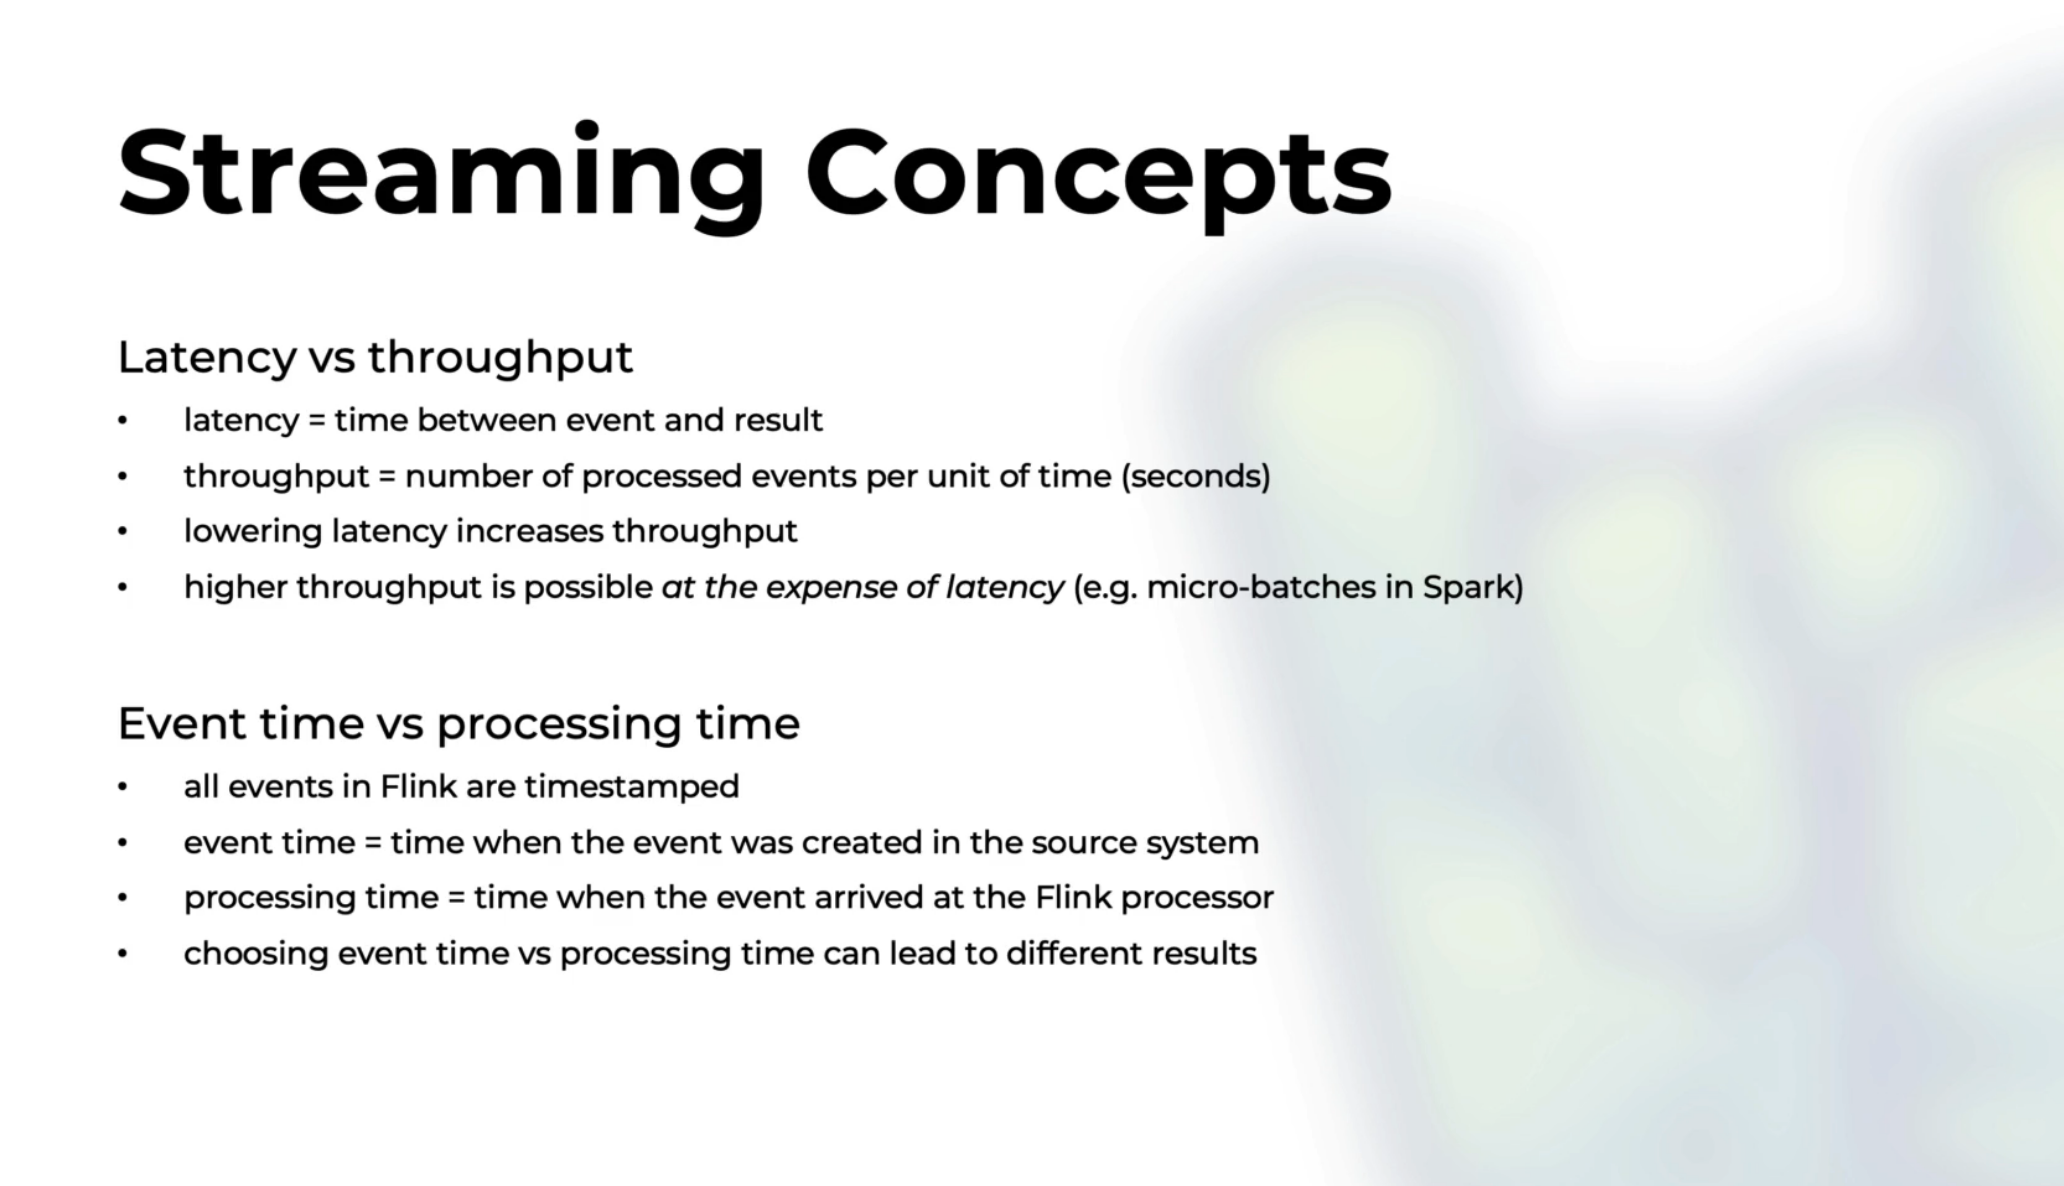 Streaming Concepts
Latency vs throughput
• latency = time between event and result
• throughput = number of processed events per unit of time (seconds)
• lowering latency increases throughput
• higher throughput is possible at the expense of latency (e.g. micro-batches in Spark)
Event time vs processing time
• all events in Flink are timestamped
• event time = time when the event was created in the source system
• processing time = time when the event arrived at the Flink processor
• choosing event time vs processing time can lead to different results